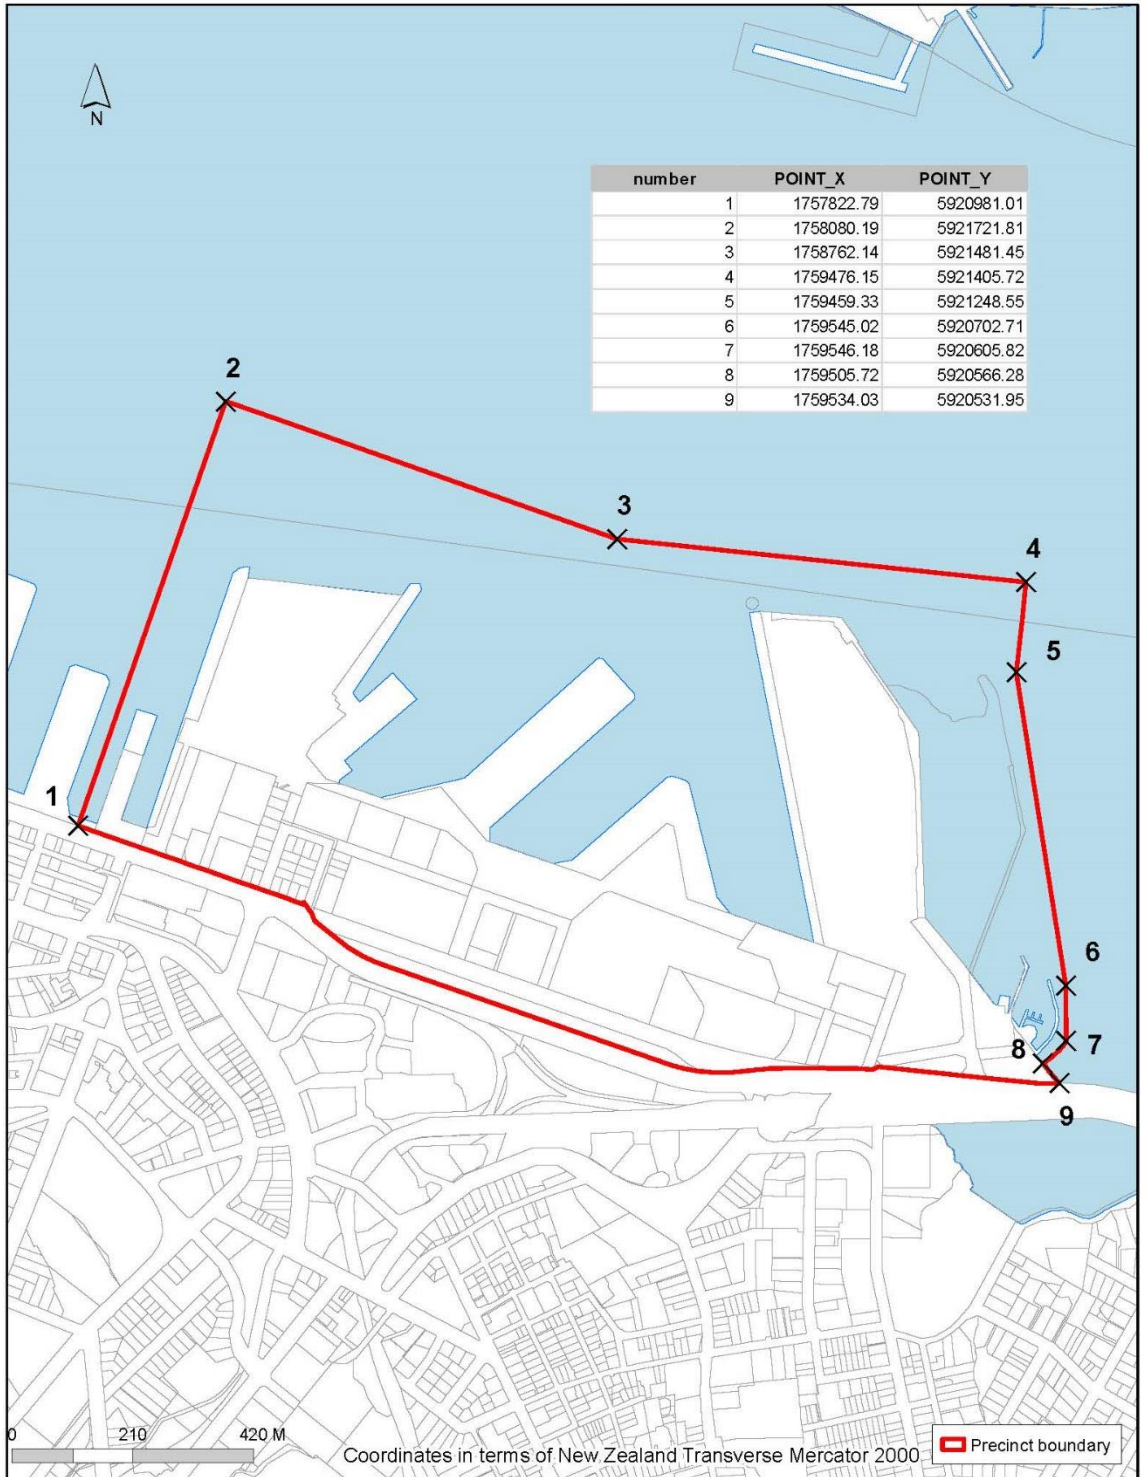 N
number POINT_X POINT_Y
1 1757822.79 5920981.01
2 1758080.19 5921721.81
3 1758762.14 5921481.45
4 1759476.15 5921405.72
5 1759459.33 5921248.55
6 1759545.02 5920702.71
7 1759546.18 5920605.82
8 1759505.72 5920566.28
9 1759534.03 5920531.95
2
3
4
5
1
6
7
8
9
0 210 420 M
Coordinates in terms of New Zealand Transverse Mercator 2000
Precinct boundary